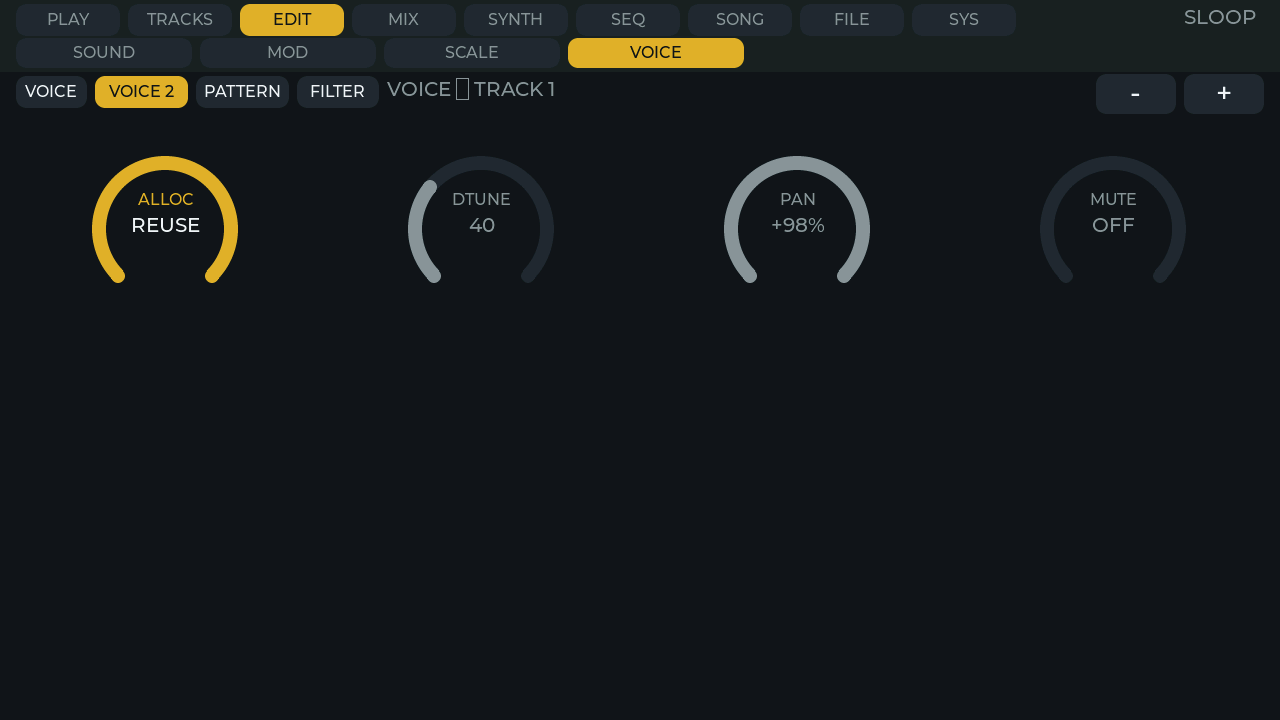 PLAY TRACKS EDIT MIX SYNTH SEQ SONG FILE SYS SLOOP
SOUND MOD SCALE VOICE
VOICE VOICE 2 PATTERN FILTER VOICE TRACK 1 - +
ALLOC DTUNE PAN MUTE
REUSE 40 +98% OFF